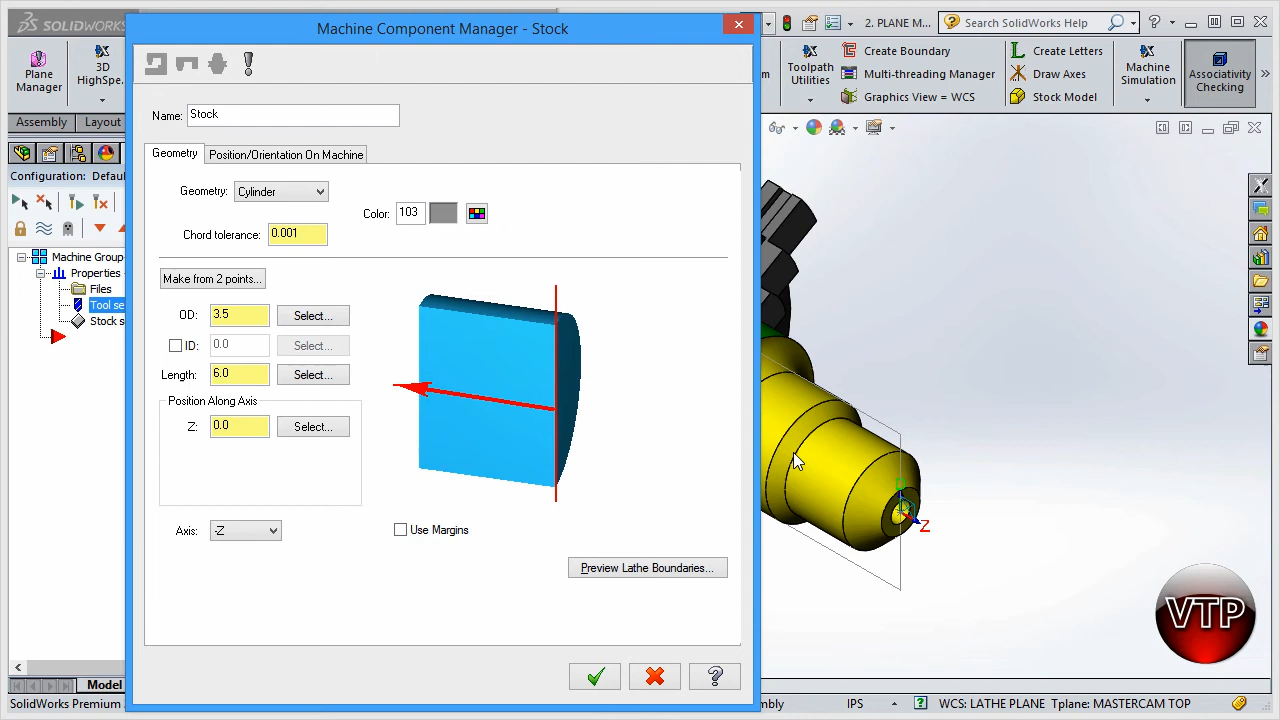 SOLIDWORKS
Machine Component Manager - Stock
2. PLANE M...
Search SolidWorks Help
Plane
Manager
3D
HighSpe...
Toolpath
Utilities
Create Boundary
Multi-threading Manager
Graphics View = WCS
Create Letters
Draw Axes
Stock Model
Machine
Simulation
Associativity
Checking
Assembly
Layout
Name:
Stock
Geometry
Position/Orientation On Machine
Configuration: Defau
Geometry:
Cylinder
Color:
103
Chord tolerance:
0.001
Machine Group-
Properties
Files
Tool se
Stock s
Make from 2 points...
OD:
3.5
Select...
ID:
0.0
Select...
Length:
6.0
Select...
Position Along Axis
Z:
0.0
Select...
Axis:
-Z
Use Margins
Preview Lathe Boundaries...
Z
VTP
Model
SolidWorks Premium
mbly
IPS
WCS: LATHE PLANE Tplane: MASTERCAM TOP